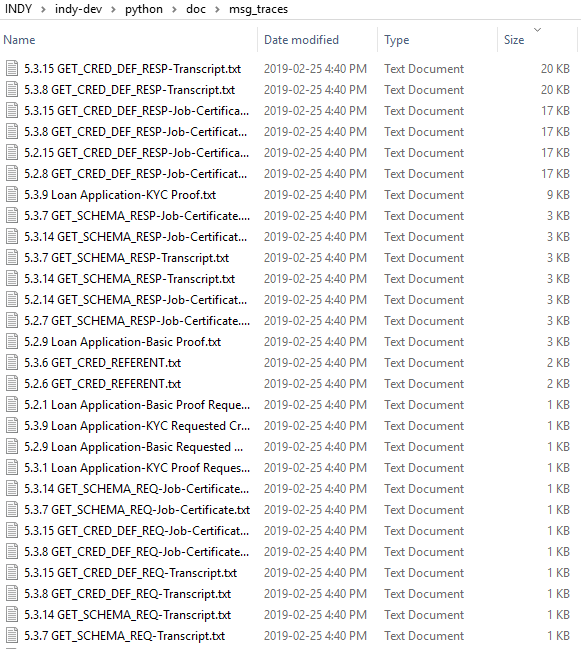 INDY > indy-dev > python > doc > msg_traces
Name Date modified Type Size
5.3.15 GET_CRED_DEF_RESP-Transcript.txt 2019-02-25 4:40 PM Text Document 20 KB
5.3.8 GET_CRED_DEF_RESP-Transcript.txt 2019-02-25 4:40 PM Text Document 20 KB
5.3.15 GET_CRED_DEF_RESP-Job-Certifica... 2019-02-25 4:40 PM Text Document 17 KB
5.3.8 GET_CRED_DEF_RESP-Job-Certificat... 2019-02-25 4:40 PM Text Document 17 KB
5.2.15 GET_CRED_DEF_RESP-Job-Certifica... 2019-02-25 4:40 PM Text Document 17 KB
5.2.8 GET_CRED_DEF_RESP-Job-Certificat... 2019-02-25 4:40 PM Text Document 17 KB
5.3.9 Loan Application-KYC Proof.txt 2019-02-25 4:40 PM Text Document 9 KB
5.3.7 GET_SCHEMA_RESP-Job-Certificate.... 2019-02-25 4:40 PM Text Document 3 KB
5.3.14 GET_SCHEMA_RESP-Job-Certificat... 2019-02-25 4:40 PM Text Document 3 KB
5.3.7 GET_SCHEMA_RESP-Transcript.txt 2019-02-25 4:40 PM Text Document 3 KB
5.3.14 GET_SCHEMA_RESP-Transcript.txt 2019-02-25 4:40 PM Text Document 3 KB
5.2.14 GET_SCHEMA_RESP-Job-Certificat... 2019-02-25 4:40 PM Text Document 3 KB
5.2.7 GET_SCHEMA_RESP-Job-Certificate.... 2019-02-25 4:40 PM Text Document 3 KB
5.2.9 Loan Application-Basic Proof.txt 2019-02-25 4:40 PM Text Document 3 KB
5.3.6 GET_CRED_REFERENT.txt 2019-02-25 4:40 PM Text Document 2 KB
5.2.6 GET_CRED_REFERENT.txt 2019-02-25 4:40 PM Text Document 2 KB
5.2.1 Loan Application-Basic Proof Reque... 2019-02-25 4:40 PM Text Document 1 KB
5.3.9 Loan Application-KYC Requested Cr... 2019-02-25 4:40 PM Text Document 1 KB
5.2.9 Loan Application-Basic Requested ... 2019-02-25 4:40 PM Text Document 1 KB
5.3.1 Loan Application-KYC Proof Reques... 2019-02-25 4:40 PM Text Document 1 KB
5.3.14 GET_SCHEMA_REQ-Job-Certificate... 2019-02-25 4:40 PM Text Document 1 KB
5.3.7 GET_SCHEMA_REQ-Job-Certificate.txt 2019-02-25 4:40 PM Text Document 1 KB
5.3.15 GET_CRED_DEF_REQ-Job-Certificat... 2019-02-25 4:40 PM Text Document 1 KB
5.3.8 GET_CRED_DEF_REQ-Job-Certificate... 2019-02-25 4:40 PM Text Document 1 KB
5.3.15 GET_CRED_DEF_REQ-Transcript.txt 2019-02-25 4:40 PM Text Document 1 KB
5.3.8 GET_CRED_DEF_REQ-Transcript.txt 2019-02-25 4:40 PM Text Document 1 KB
5.3.14 GET_SCHEMA_REQ-Transcript.txt 2019-02-25 4:40 PM Text Document 1 KB
5.3.7 GET_SCHEMA_REQ-Transcript.txt 2019-02-25 4:40 PM Text Document 1 KB